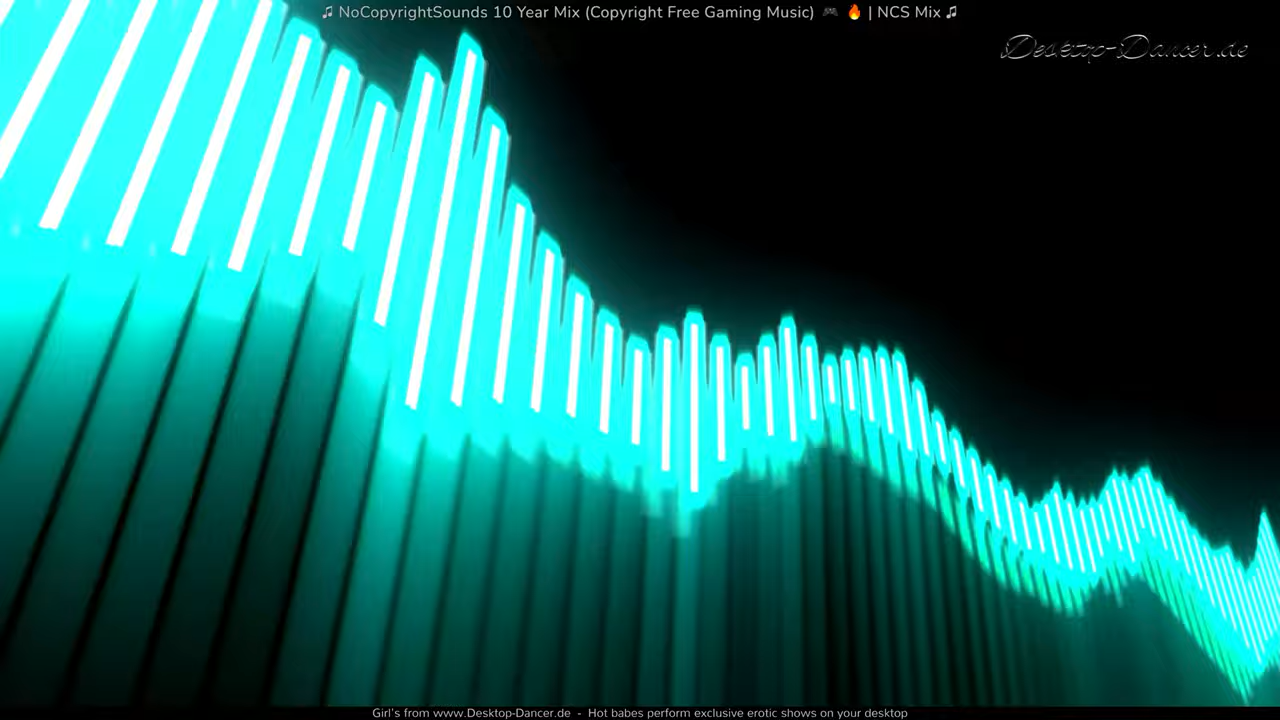 ♫ NoCopyrightSounds 10 Year Mix (Copyright Free Gaming Music) 🎮 🔥 | NCS Mix ♫
Desktop-Dancer.de
Girl's from www.Desktop-Dancer.de - Hot babes perform exclusive erotic shows on your desktop